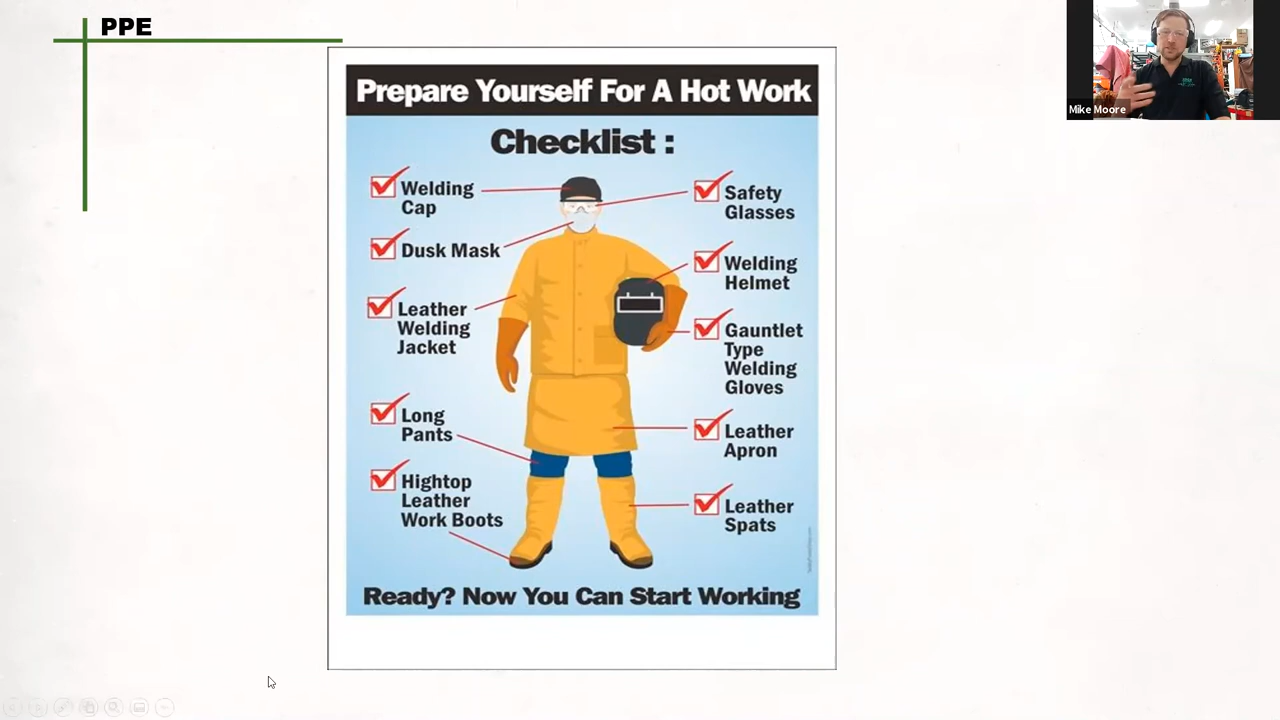 PPE
Mike Moore
Prepare Yourself For A Hot Work
Checklist :
Welding
Cap
Dusk Mask
Leather
Welding
Jacket
Long
Pants
Hightop
Leather
Work Boots
Safety
Glasses
Welding
Helmet
Gauntlet
Type
Welding
Gloves
Leather
Apron
Leather
Spats
Ready? Now You Can Start Working